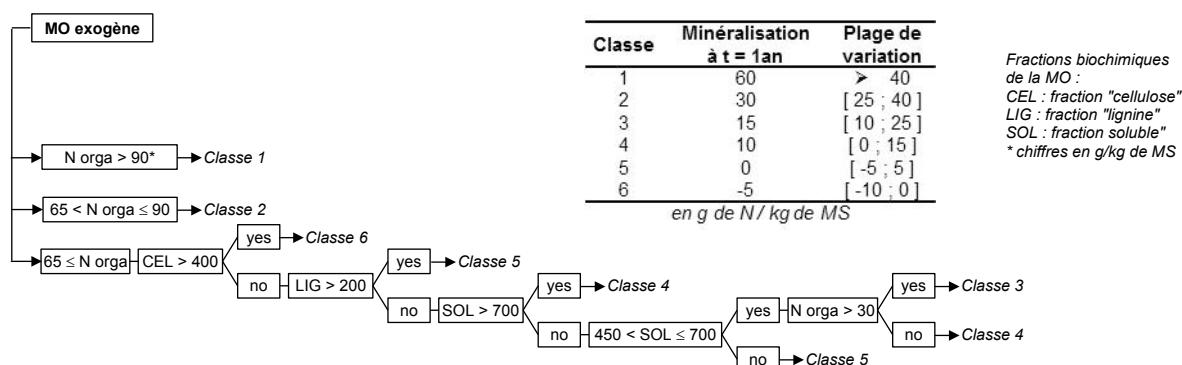 MO exogène
Classe Minéralisation à t = 1an Plage de variation
1 60 ➢ 40
2 30 [ 25 ; 40 ]
3 15 [ 10 ; 25 ]
4 10 [ 0 ; 15 ]
5 0 [ -5 ; 5 ]
6 -5 [ -10 ; 0 ]
en g de N / kg de MS
Fractions biochimiques
de la MO :
CEL : fraction "cellulose"
LIG : fraction "lignine"
SOL : fraction soluble"
* chiffres en g/kg de MS
N orga > 90* Classe 1
65 < N orga ≤ 90 Classe 2
65 ≤ N orga CEL > 400
yes Classe 6
no LIG > 200
yes Classe 5
no SOL > 700
yes Classe 4
no 450 < SOL ≤ 700
yes N orga > 30
yes Classe 3
no Classe 4
no Classe 5